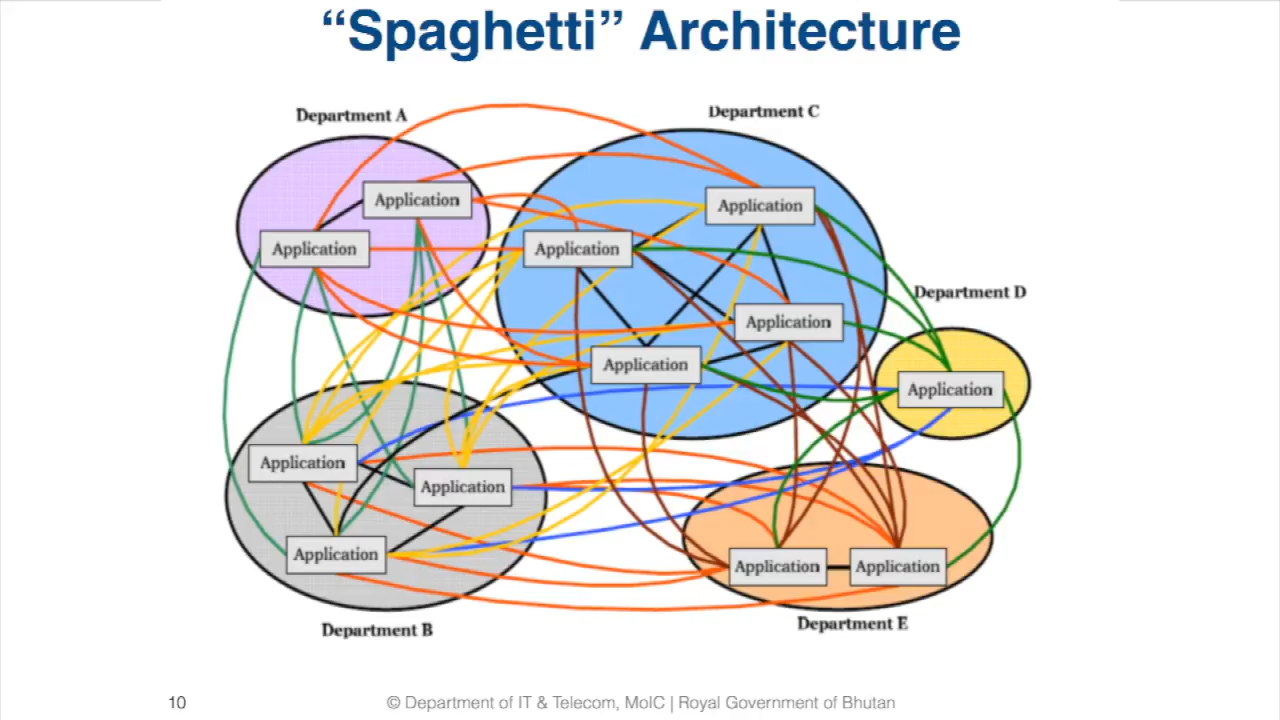 “Spaghetti” Architecture
Department A
Department C
Application
Application
Application
Application
Department D
Application
Application
Application
Application
Application
Application
Application
Application
Department E
Department B
10
© Department of IT & Telecom, MoIC | Royal Government of Bhutan